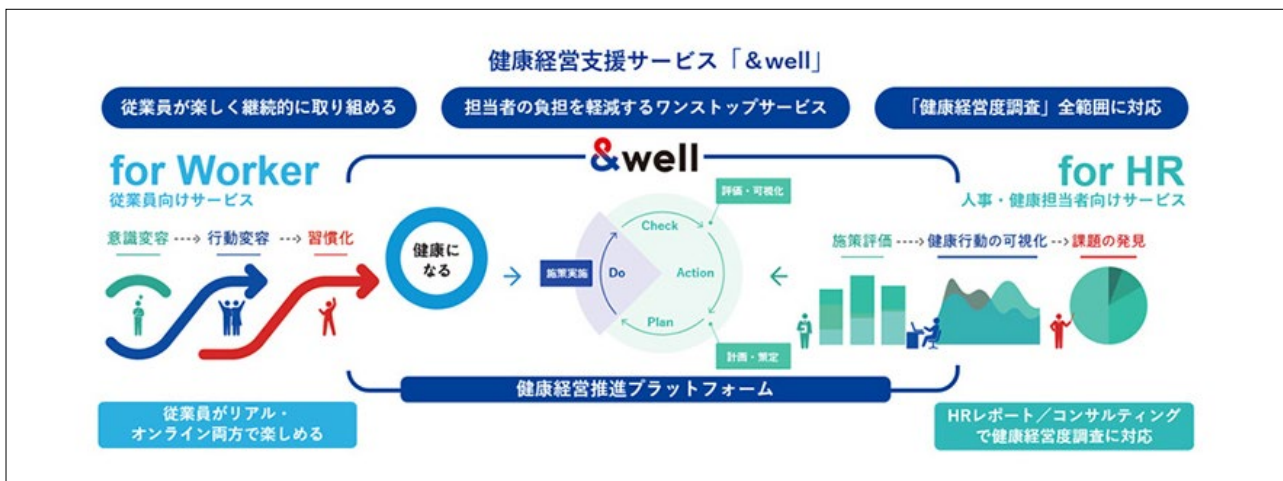 健康経営支援サービス「&well」
従業員が楽しく継続的に取り組める
担当者の負担を軽減するワンストップサービス
「健康経営度調査」全範囲に対応
&well
for Worker
従業員向けサービス
意識変容
行動変容
習慣化
健康に
なる
評価・可視化
Check
施策実施
Do
Action
Plan
計画・策定
for HR
人事・健康担当者向けサービス
施策評価
健康行動の可視化
課題の発見
健康経営推進プラットフォーム
従業員がリアル・
オンライン両方で楽しめる
HRレポート／コンサルティング
で健康経営度調査に対応